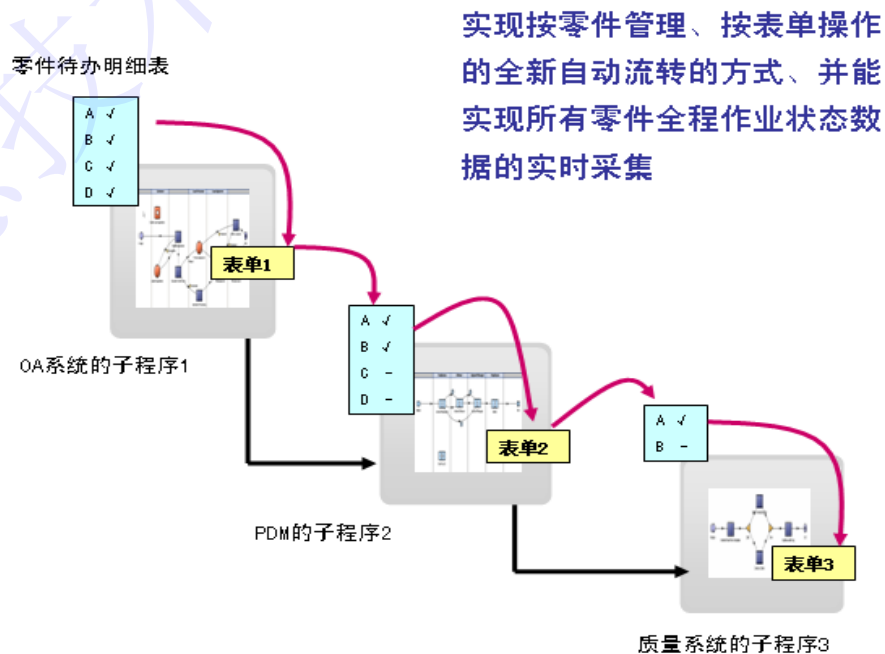 实现按零件管理、按表单操作
的全新自动流转的方式、并能
实现所有零件全程作业状态数
据的实时采集
零件待办明细表
A √
B √
C √
D √
表单1
OA系统的子程序1
A √
B √
C －
D －
表单2
PDM的子程序2
A √
B －
表单3
质量系统的子程序3